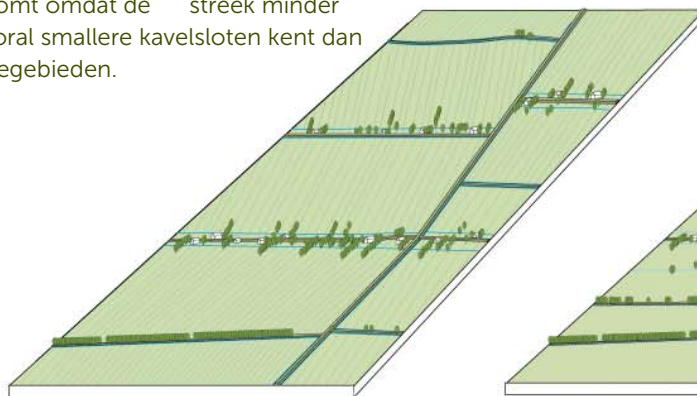 omt omdat de streek minder
oral smallere kavelsloten kent dan
egebieden.